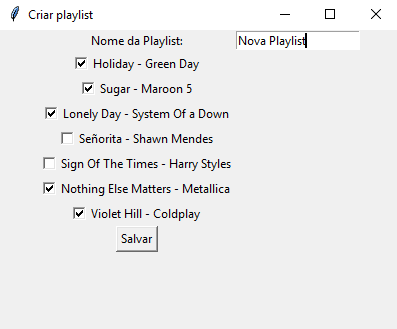 Criar playlist
Nome da Playlist: Nova Playlist
Holiday - Green Day
Sugar - Maroon 5
Lonely Day - System Of a Down
Señorita - Shawn Mendes
Sign Of The Times - Harry Styles
Nothing Else Matters - Metallica
Violet Hill - Coldplay
Salvar